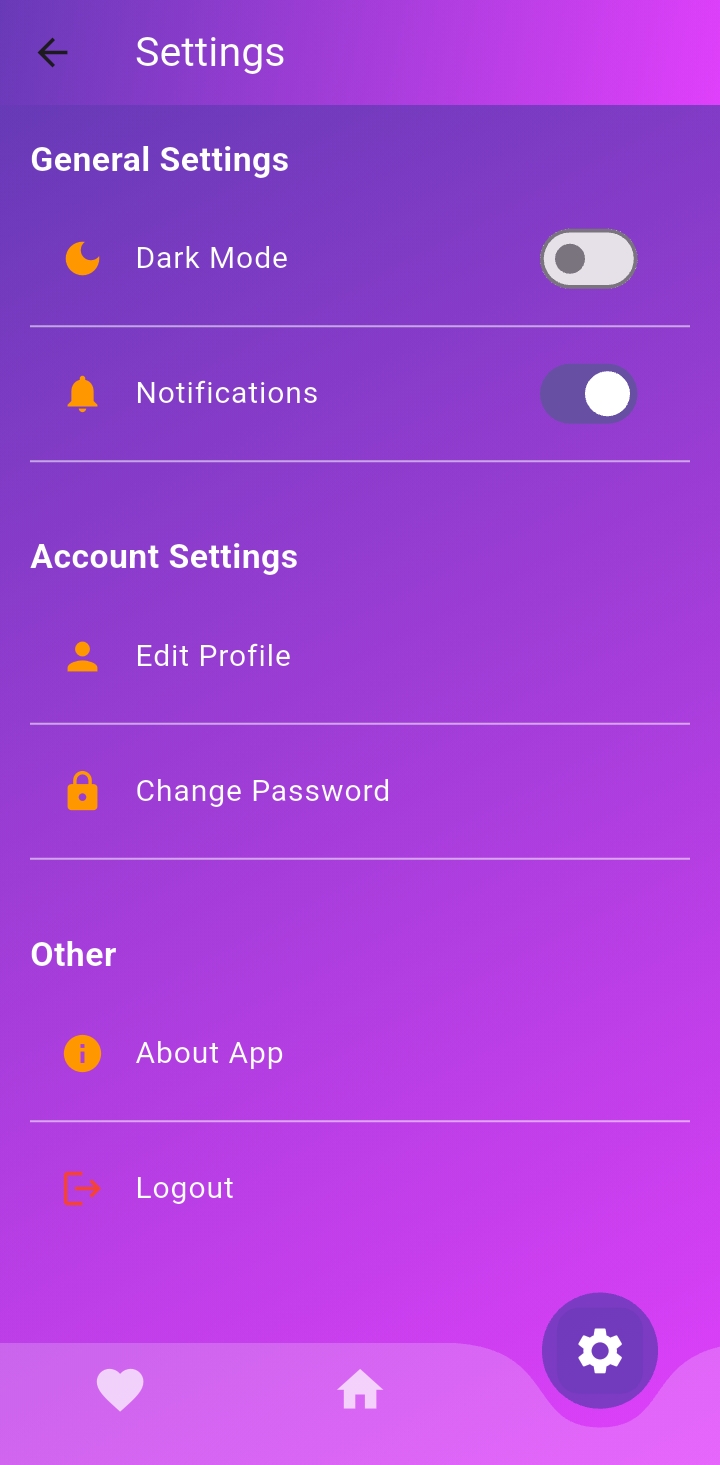 Settings
General Settings
Dark Mode
Notifications
Account Settings
Edit Profile
Change Password
Other
About App
Logout